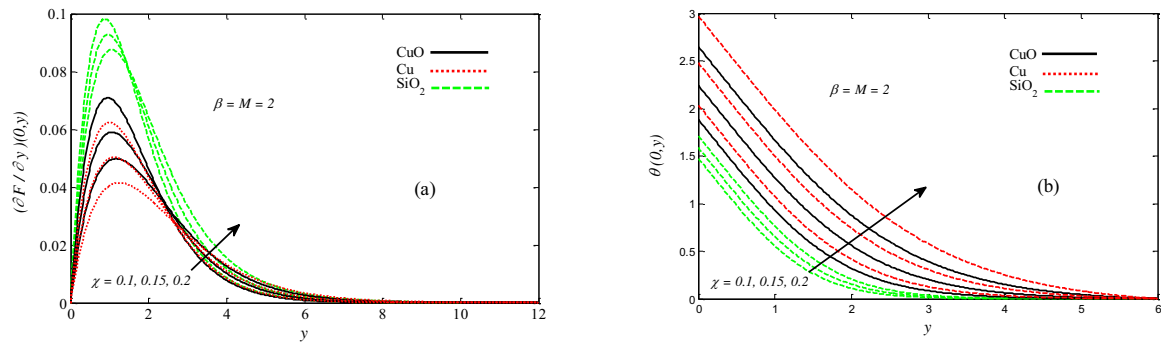 0.1
0.08
0.06
0.04
0.02
0
0 2 4 6 8 10 12
(∂F / ∂y)(0,y)
y
CuO
Cu
SiO₂
β = M = 2
(a)
χ = 0.1, 0.15, 0.2
3
2.5
2
1.5
1
0.5
0
0 1 2 3 4 5 6
θ(0,y)
y
CuO
Cu
SiO₂
β = M = 2
(b)
χ = 0.1, 0.15, 0.2